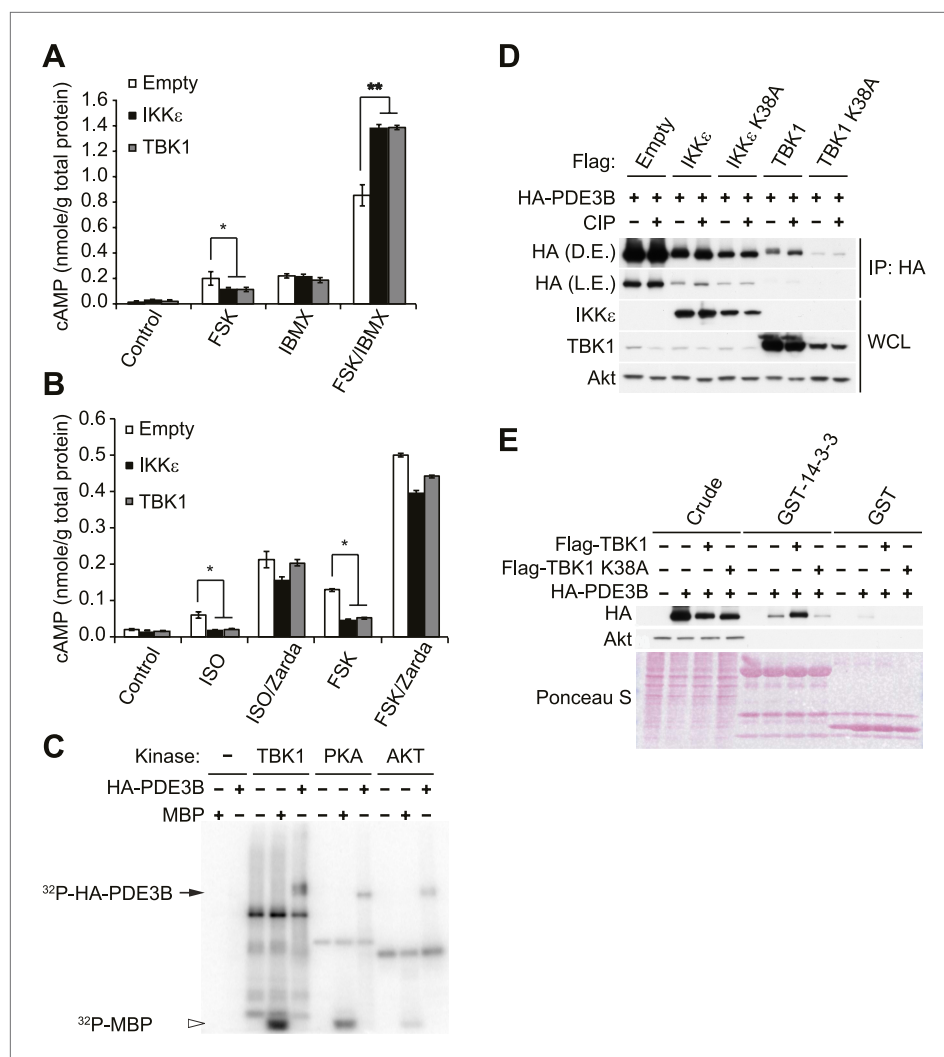 A
Empty
IKKε
TBK1
cAMP (nmole/g total protein)
1.6
1.4
1.2
1.0
0.8
0.6
0.4
0.2
0.0
*
**
Control
FSK
IBMX
FSK/IBMX
B
Empty
IKKε
TBK1
cAMP (nmole/g total protein)
0.6
0.5
0.4
0.3
0.2
0.1
0.0
*
*
Control
ISO
ISO/Zarda
FSK
FSK/Zarda
C
Kinase: – TBK1 PKA AKT
HA-PDE3B – + – – + – – + – – +
MBP + – – + – – + – – + –
32P-HA-PDE3B
32P-MBP
D
Flag: Empty IKKε IKKε K38A TBK1 TBK1 K38A
HA-PDE3B + + + + + + + + + +
CIP – + – + – + – + – +
HA (D.E.)
HA (L.E.)
IP: HA
IKKε
TBK1
Akt
WCL
E
Crude GST-14-3-3 GST
Flag-TBK1 – – + – – – + – – – + –
Flag-TBK1 K38A – – – + – – – + – – – +
HA-PDE3B – + + + – + + + – + + +
HA
Akt
Ponceau S